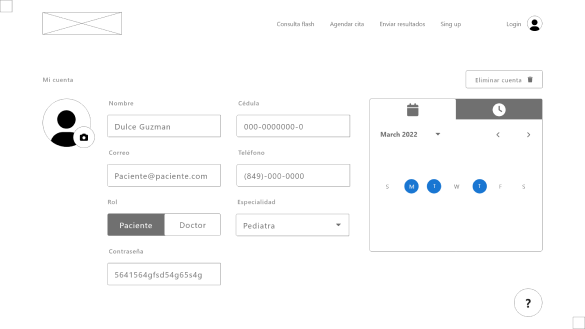 Consulta flash Agendar cita Enviar resultados Sing up Login
Mi cuenta
Eliminar cuenta
Nombre
Dulce Guzman
Cédula
000-0000000-0
Correo
Paciente@paciente.com
Teléfono
(849)-000-0000
Rol
Paciente Doctor
Especialidad
Pediatra
Contraseña
5641564gfsd54g65s4g
March 2022
S M T W T F S
?